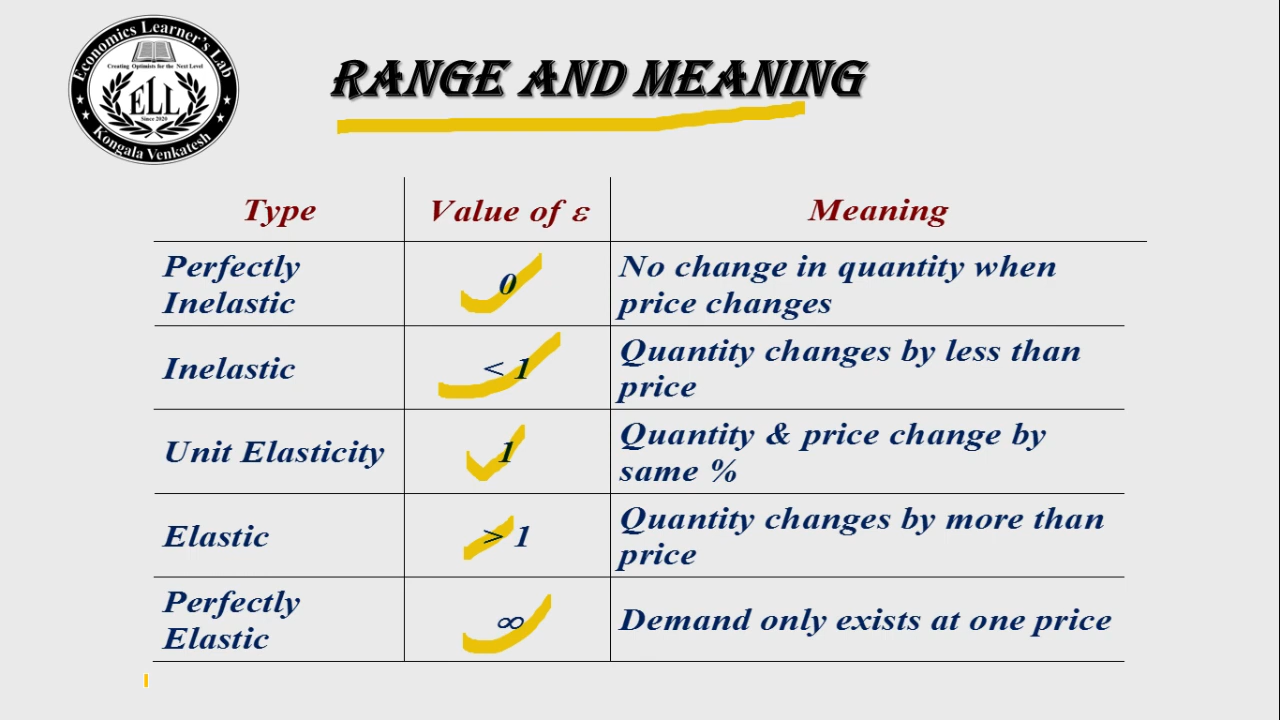 Economics Learner's Lab
Creating Optimists for the Next Level
ELL
Since 2020
Kongala Venkatesh
RANGE AND MEANING
Type
Value of ε
Meaning
Perfectly
Inelastic
0
No change in quantity when
price changes
Inelastic
< 1
Quantity changes by less than
price
Unit Elasticity
1
Quantity & price change by
same %
Elastic
> 1
Quantity changes by more than
price
Perfectly
Elastic
∞
Demand only exists at one price